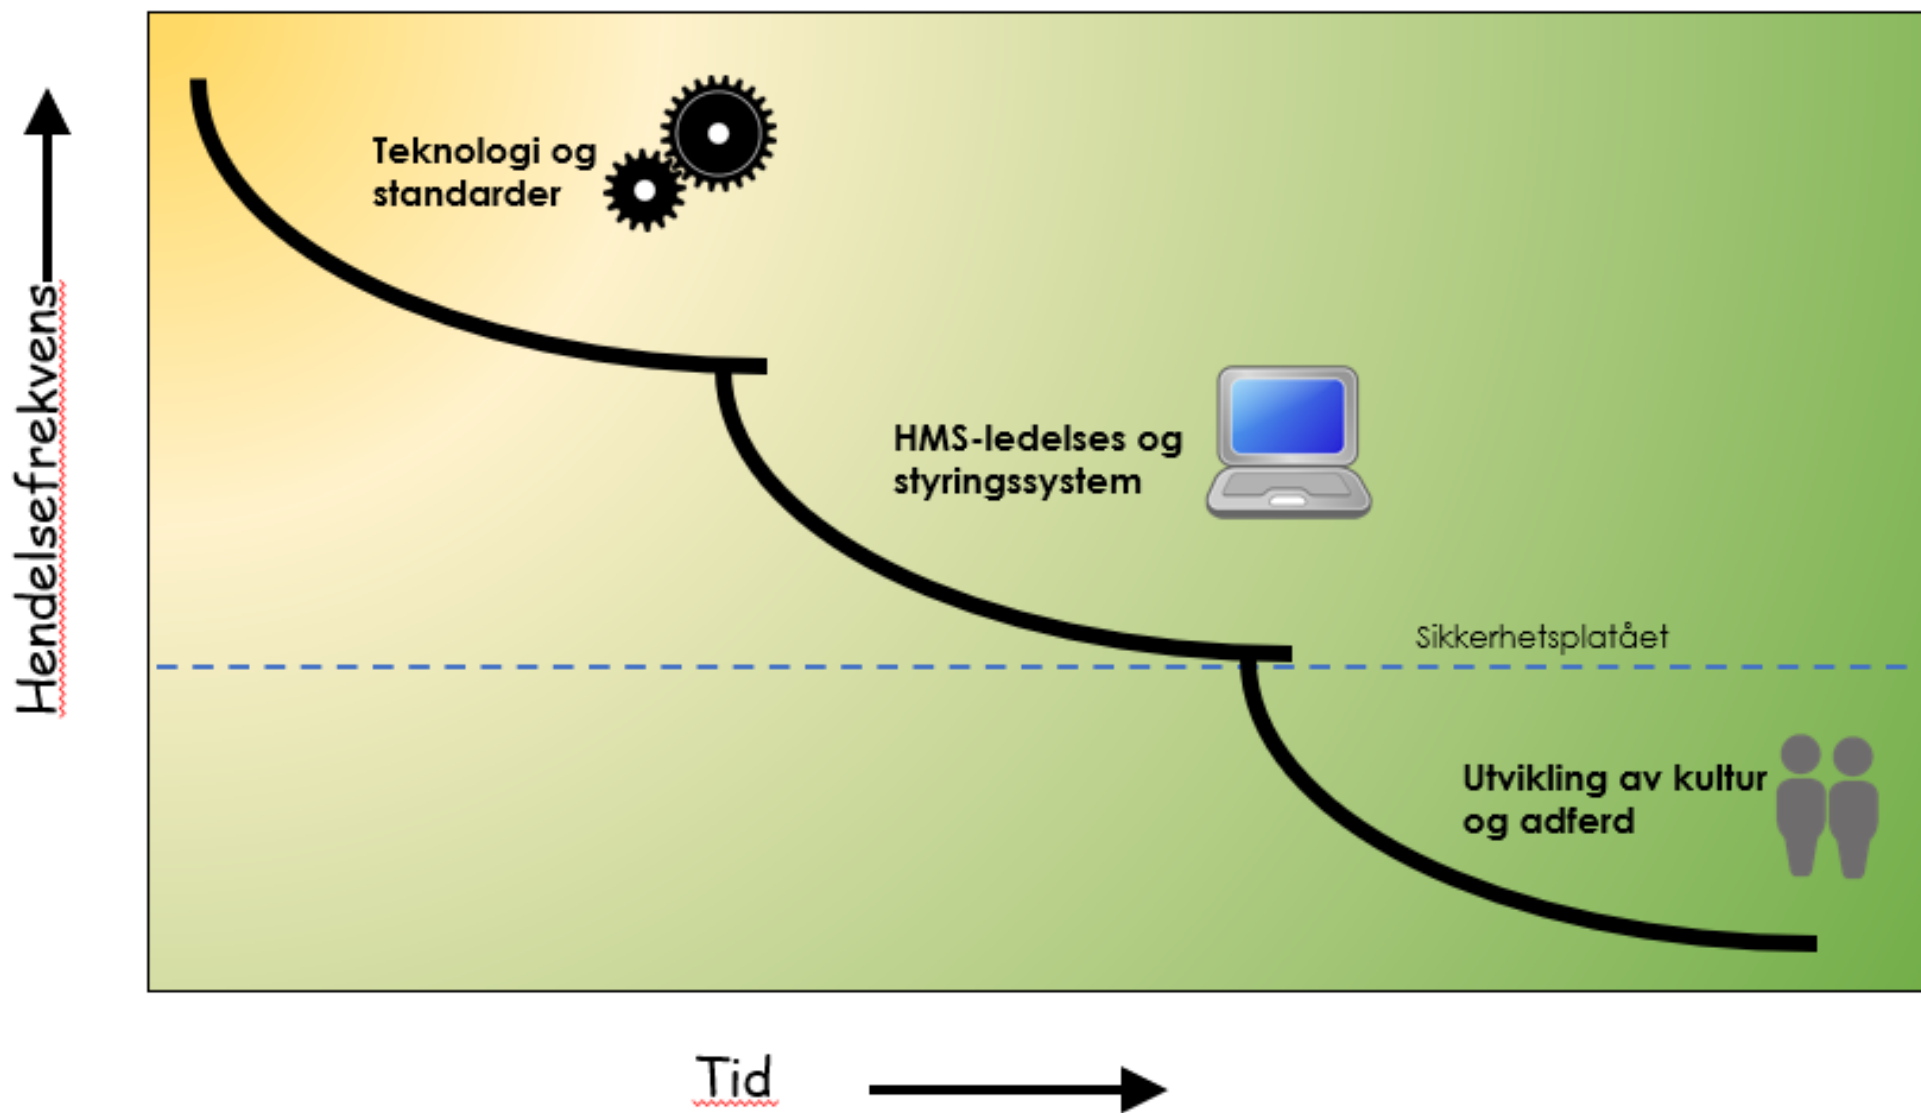 Hendelsefrekvens
Teknologi og
standarder
HMS-ledelses og
styringssystem
Sikkerhetsplatået
Utvikling av kultur
og adferd
Tid